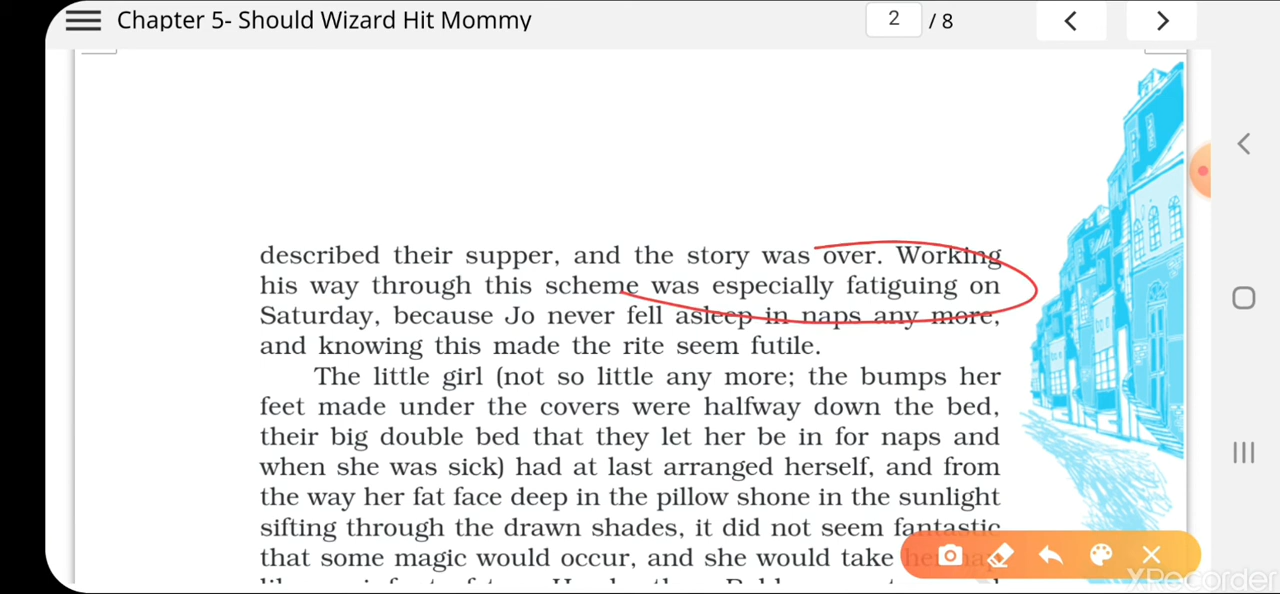 Chapter 5- Should Wizard Hit Mommy
2 / 8
described their supper, and the story was over. Working
his way through this scheme was especially fatiguing on
Saturday, because Jo never fell asleep in naps any more,
and knowing this made the rite seem futile.
The little girl (not so little any more; the bumps her
feet made under the covers were halfway down the bed,
their big double bed that they let her be in for naps and
when she was sick) had at last arranged herself, and from
the way her fat face deep in the pillow shone in the sunlight
sifting through the drawn shades, it did not seem fantastic
that some magic would occur, and she would take her nap
XRecorder